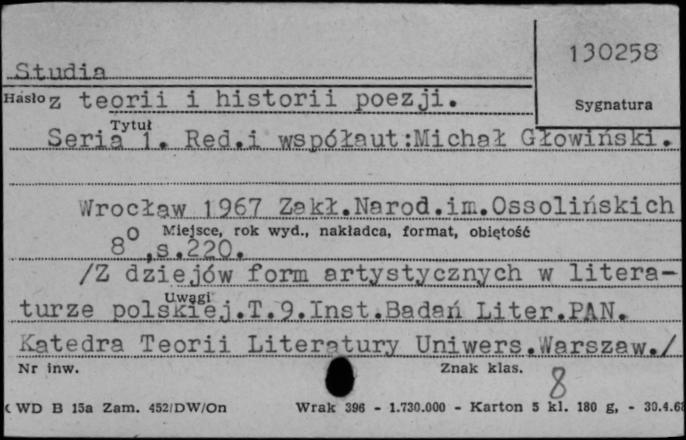 130258
Studia
Hasło z teorii i historii poezji.
Sygnatura
Tytuł
Seria 1. Red.i współaut:Michał Głowiński.
Wrocław 1967 Zakł.Narod.im.Ossolińskich
Miejsce, rok wyd., nakładca, format, objętość
8⁰,s.220.
/Z dziejów form artystycznych w litera-
Uwagi
turze polskiej.T.9.Inst.Badań Liter.PAN.
Katedra Teorii Literatury Uniwers.Warszaw./
Nr inw. Znak klas. 8
WD B 15a Zam. 452/DW/On Wrak 396 - 1.730.000 - Karton 5 kl. 180 g, - 30.4.68